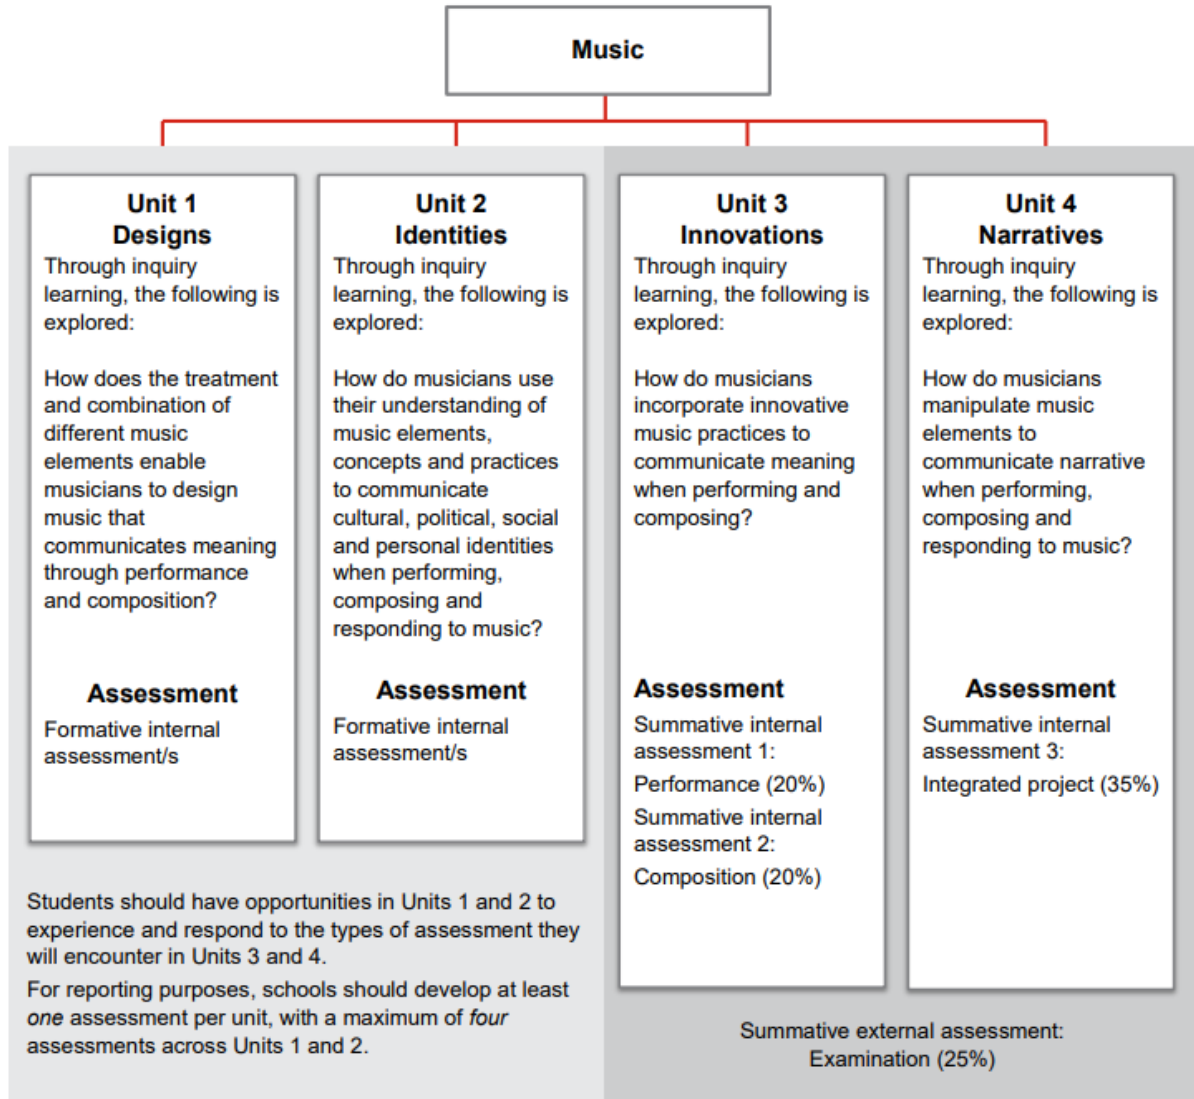 Music
Unit 1
Designs
Through inquiry
learning, the following is
explored:
How does the treatment
and combination of
different music
elements enable
musicians to design
music that
communicates meaning
through performance
and composition?
Assessment
Formative internal
assessment/s
Unit 2
Identities
Through inquiry
learning, the following is
explored:
How do musicians use
their understanding of
music elements,
concepts and practices
to communicate
cultural, political, social
and personal identities
when performing,
composing and
responding to music?
Assessment
Formative internal
assessment/s
Students should have opportunities in Units 1 and 2 to
experience and respond to the types of assessment they
will encounter in Units 3 and 4.
For reporting purposes, schools should develop at least
one assessment per unit, with a maximum of four
assessments across Units 1 and 2.
Unit 3
Innovations
Through inquiry
learning, the following is
explored:
How do musicians
incorporate innovative
music practices to
communicate meaning
when performing and
composing?
Assessment
Summative internal
assessment 1:
Performance (20%)
Summative internal
assessment 2:
Composition (20%)
Unit 4
Narratives
Through inquiry
learning, the following is
explored:
How do musicians
manipulate music
elements to
communicate narrative
when performing,
composing and
responding to music?
Assessment
Summative internal
assessment 3:
Integrated project (35%)
Summative external assessment:
Examination (25%)